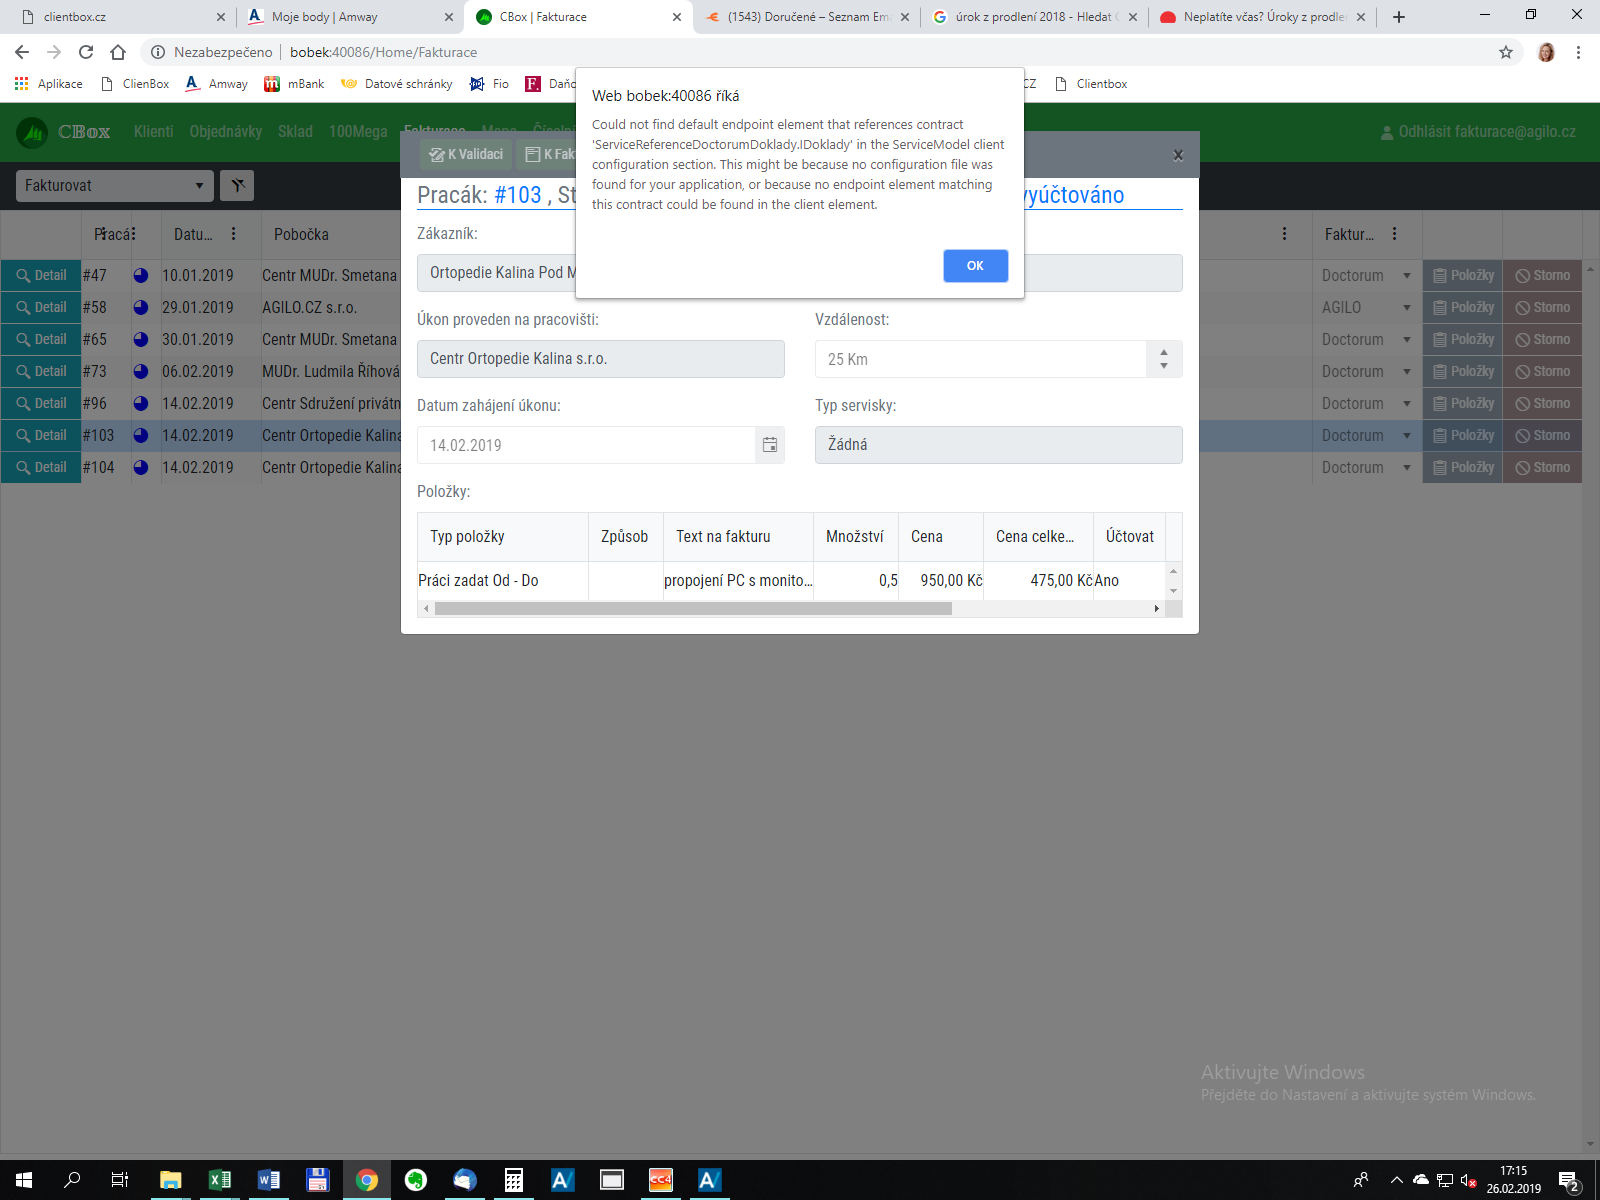 clientbox.cz
Moje body | Amway
CBox | Fakturace
(1543) Doručené – Seznam Em
úrok z prodlení 2018 - Hledat
Neplatíte včas? Úroky z prodle
Nezabezpečeno
bobek:40086/Home/Fakturace
Aplikace
ClienBox
Amway
mBank
Datové schránky
Fio
Daňo
CZ
Clientbox
Web bobek:40086 říká
Could not find default endpoint element that references contract
'ServiceReferenceDoctorumDoklady.IDoklady' in the ServiceModel client
configuration section. This might be because no configuration file was
found for your application, or because no endpoint element matching
this contract could be found in the client element.
OK
CBox
Klienti
Objednávky
Sklad
100Mega
Fakturace
Mapa
Odhlásit fakturace@agilo.cz
K Validaci
K Fak
x
Fakturovat
Pracák: #103 , St
vyúčtováno
Pracá
Datu...
Pobočka
Faktur...
Detail #47 10.01.2019 Centr MUDr. Smetana Doctorum Položky Storno
Detail #58 29.01.2019 AGILO.CZ s.r.o. AGILO Položky Storno
Detail #65 30.01.2019 Centr MUDr. Smetana Doctorum Položky Storno
Detail #73 06.02.2019 MUDr. Ludmila Říhová Doctorum Položky Storno
Detail #96 14.02.2019 Centr Sdružení privátn Doctorum Položky Storno
Detail #103 14.02.2019 Centr Ortopedie Kalina Doctorum Položky Storno
Detail #104 14.02.2019 Centr Ortopedie Kalina Doctorum Položky Storno
Zákazník:
Ortopedie Kalina Pod M
Úkon proveden na pracovišti:
Vzdálenost:
Centr Ortopedie Kalina s.r.o.
25 Km
Datum zahájení úkonu:
Typ servisky:
14.02.2019
Žádná
Položky:
Typ položky Způsob Text na fakturu Množství Cena Cena celke... Účtovat
Práci zadat Od - Do propojení PC s monito... 0,5 950,00 Kč 475,00 Kč Ano
Aktivujte Windows
Přejděte do Nastavení a aktivujte systém Windows.
CC4
17:15
26.02.2019
2